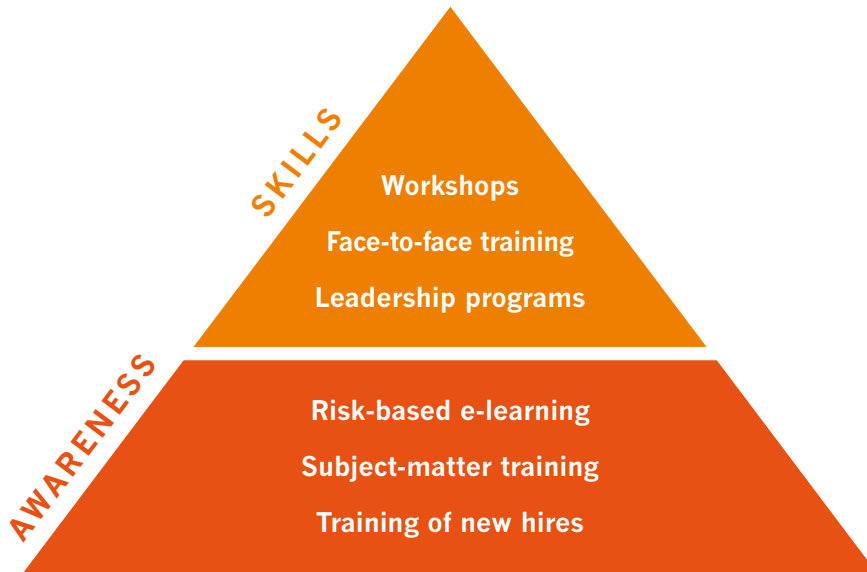 SKILLS
Workshops
Face-to-face training
Leadership programs
AWARENESS
Risk-based e-learning
Subject-matter training
Training of new hires